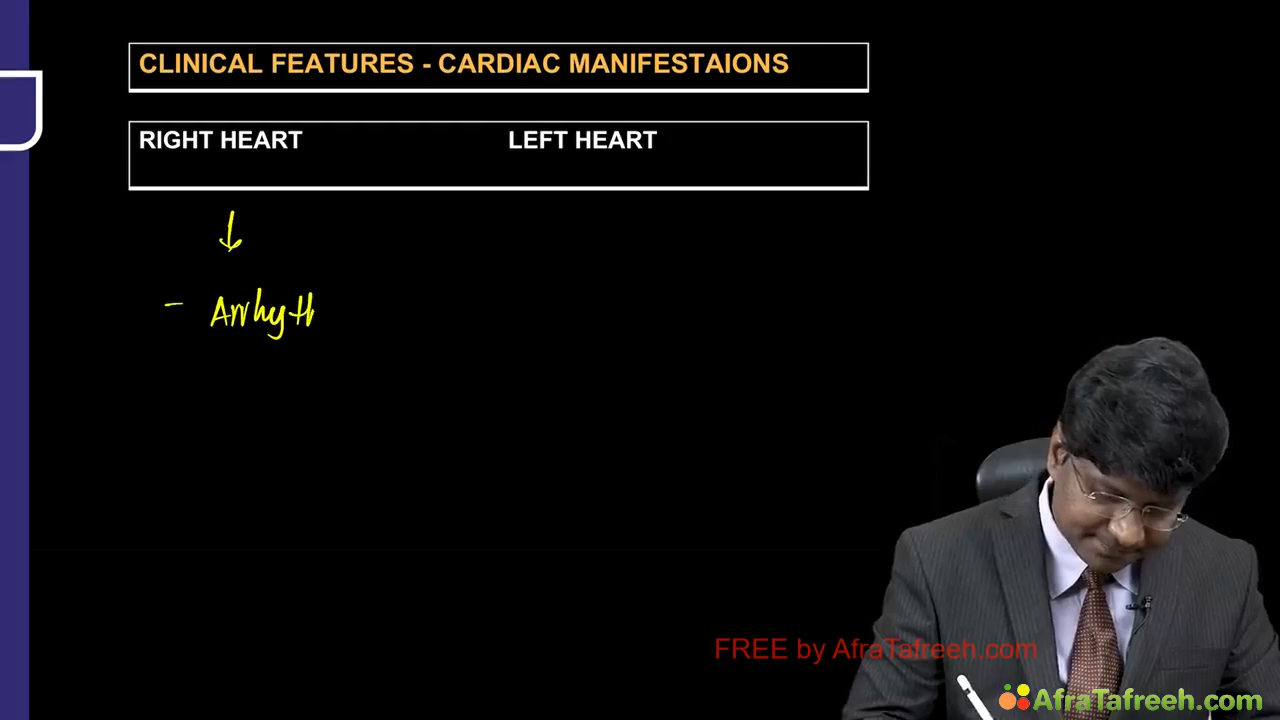 CLINICAL FEATURES - CARDIAC MANIFESTAIONS
RIGHT HEART LEFT HEART
- Arrhyth
FREE by AfraTafreeh.com
AfraTafreeh.com